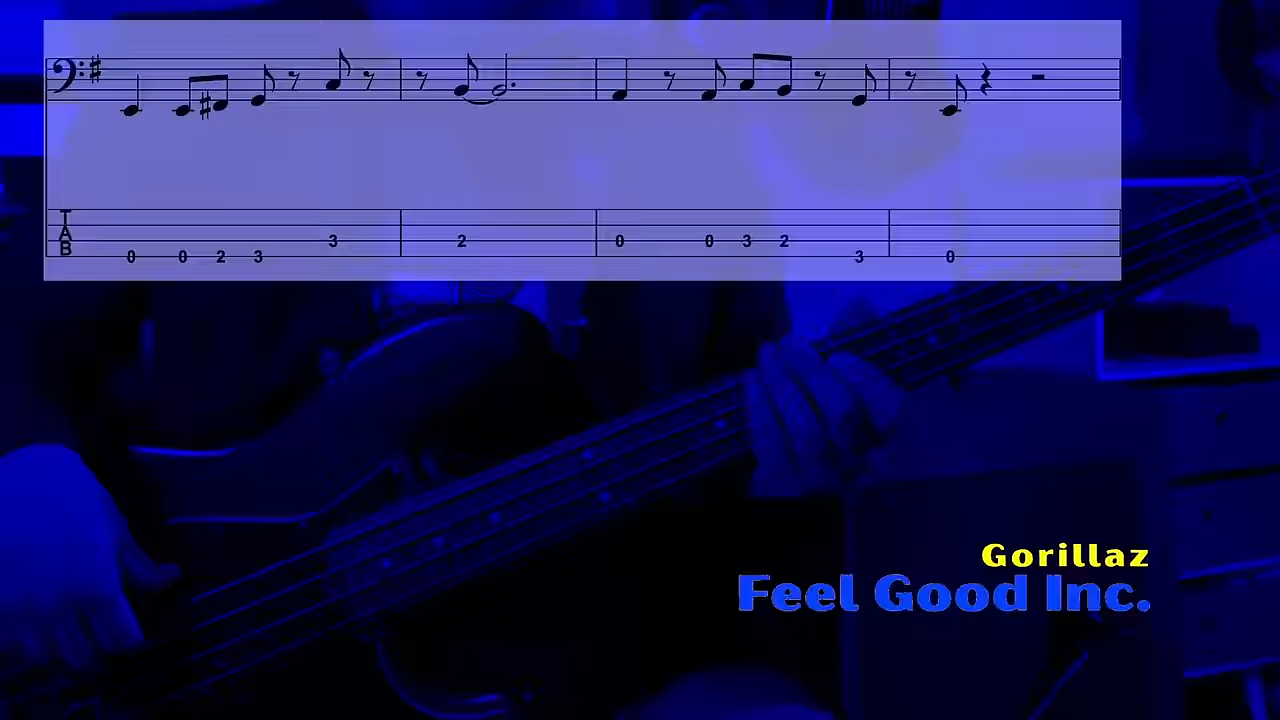 T
A
B
0 0 2 3 3 2 0 0 3 2 3 0
Gorillaz
Feel Good Inc.